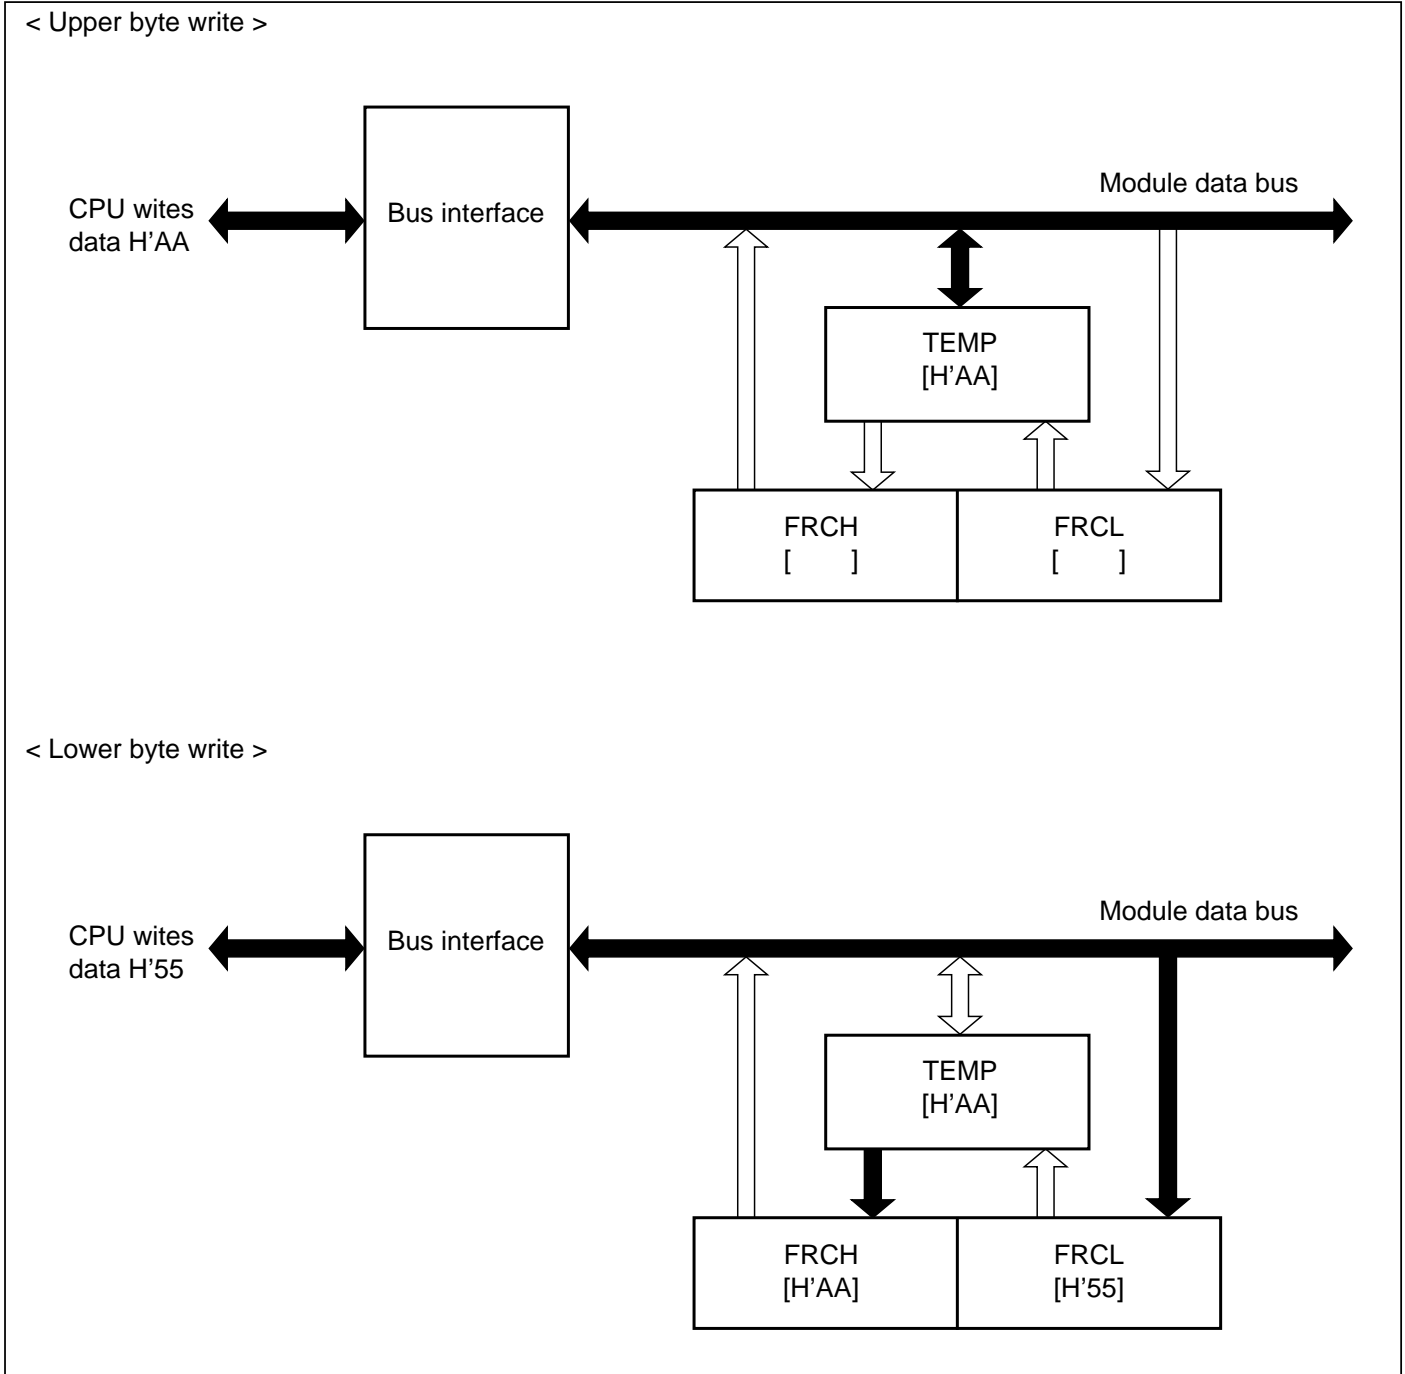 < Upper byte write >
Module data bus
CPU wites
data H’AA
Bus interface
TEMP
[H’AA]
FRCH
[ ]
FRCL
[ ]
< Lower byte write >
Module data bus
CPU wites
data H’55
Bus interface
TEMP
[H’AA]
FRCH
[H’AA]
FRCL
[H’55]